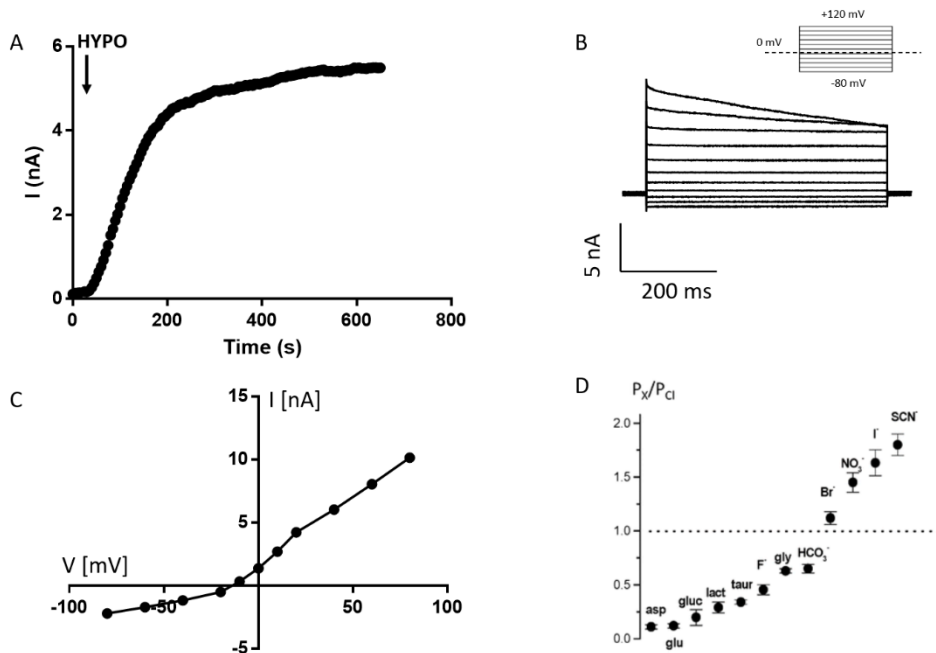 A
HYPO
6
4
2
0
I (nA)
0 200 400 600 800
Time (s)
B
+120 mV
0 mV
-80 mV
5 nA
200 ms
C
I [nA]
15
10
5
V [mV]
-100 -50 0 50 100
-5
D
P_X/P_Cl
2.0
1.5
1.0
0.5
0.0
asp
glu
gluc
lact
taur
F⁻
gly
HCO₃⁻
Br⁻
NO₃⁻
I⁻
SCN⁻